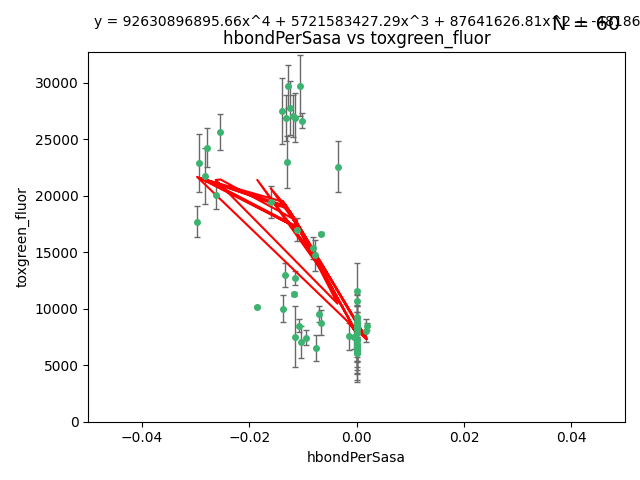 y = 92630896895.66x^4 + 5721583427.29x^3 + 87641626.81x^2 +
N = 60
hbondPerSasa vs toxgreen_fluor
30000
25000
20000
15000
10000
5000
0
toxgreen_fluor
−0.04 −0.02 0.00 0.02 0.04
hbondPerSasa